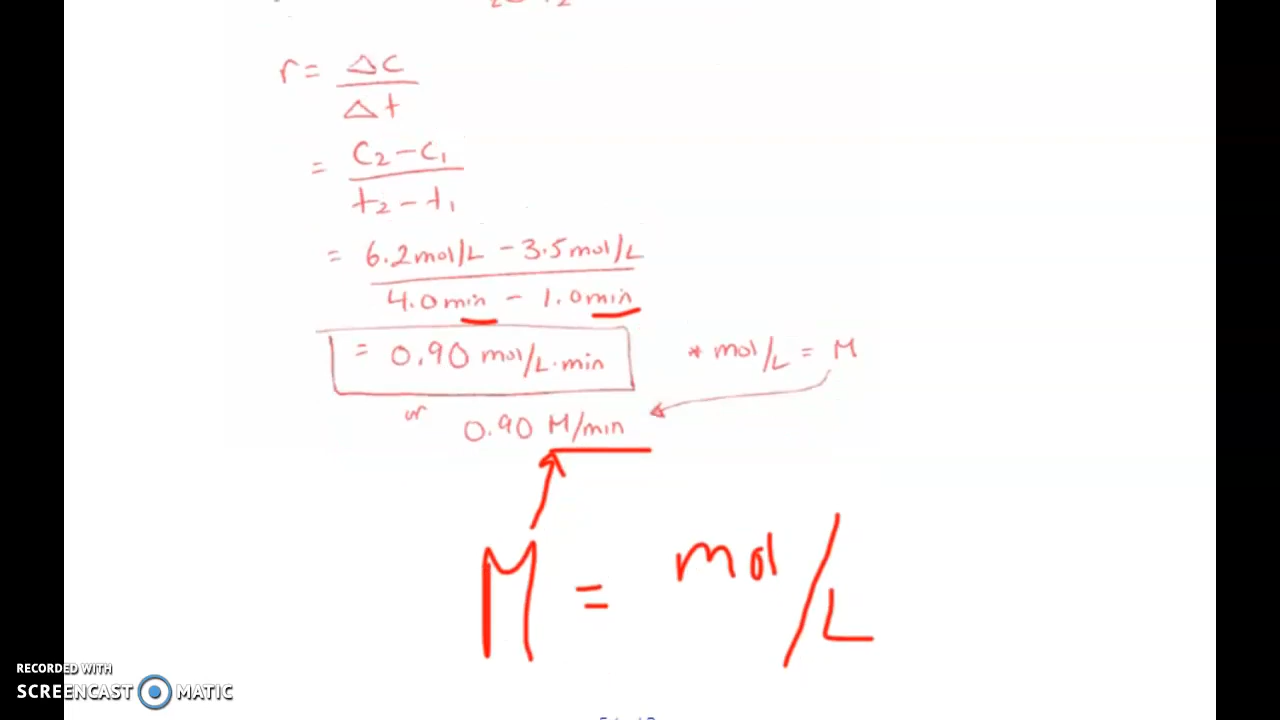 r = Δc
Δt
= c₂ - c₁
t₂ - t₁
= 6.2 mol/L - 3.5 mol/L
4.0 min - 1.0 min
= 0.90 mol/L·min
* mol/L = M
or 0.90 M/min
M = mol/L
RECORDED WITH
SCREENCAST MATIC